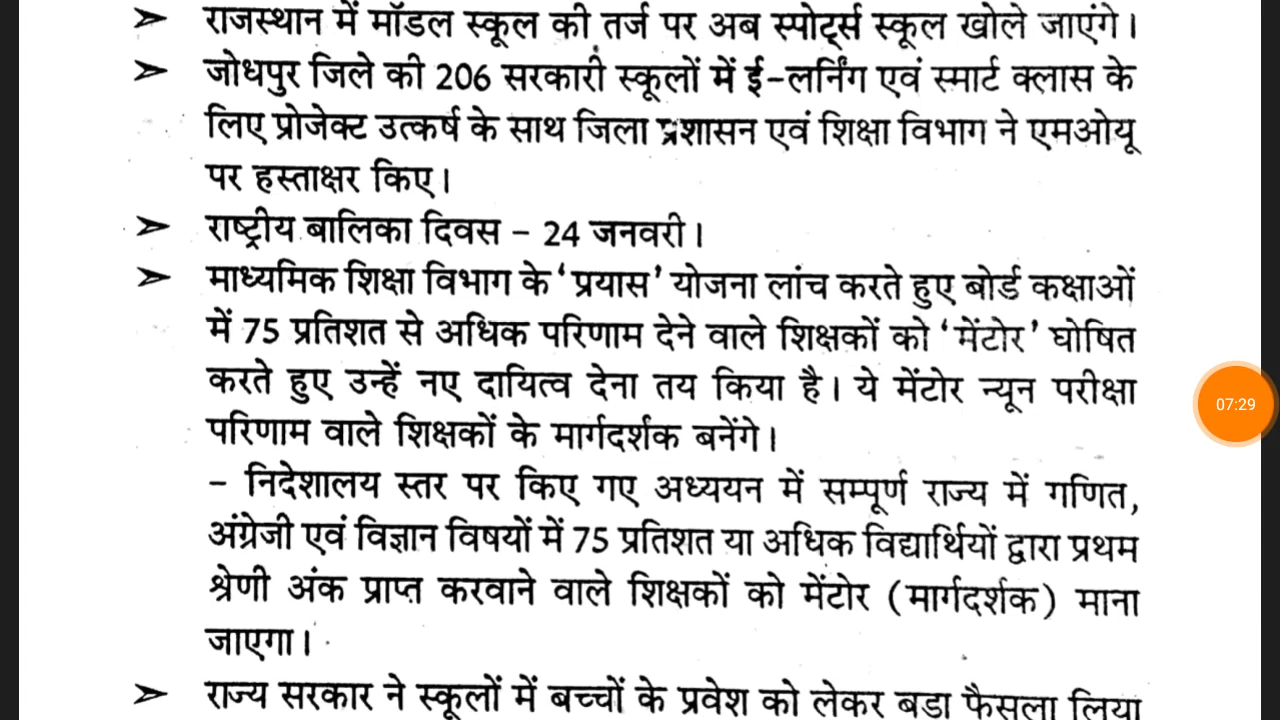 ➢ राजस्थान में मॉडल स्कूल की तर्ज पर अब स्पोर्ट्स स्कूल खोले जाएंगे।
➢ जोधपुर जिले की 206 सरकारी स्कूलों में ई-लर्निंग एवं स्मार्ट क्लास के
लिए प्रोजेक्ट उत्कर्ष के साथ जिला प्रशासन एवं शिक्षा विभाग ने एमओयू
पर हस्ताक्षर किए।
➢ राष्ट्रीय बालिका दिवस - 24 जनवरी।
➢ माध्यमिक शिक्षा विभाग के 'प्रयास' योजना लांच करते हुए बोर्ड कक्षाओं
में 75 प्रतिशत से अधिक परिणाम देने वाले शिक्षकों को 'मेंटोर' घोषित
करते हुए उन्हें नए दायित्व देना तय किया है। ये मेंटोर न्यून परीक्षा
परिणाम वाले शिक्षकों के मार्गदर्शक बनेंगे।
07:29
- निदेशालय स्तर पर किए गए अध्ययन में सम्पूर्ण राज्य में गणित,
अंग्रेजी एवं विज्ञान विषयों में 75 प्रतिशत या अधिक विद्यार्थियों द्वारा प्रथम
श्रेणी अंक प्राप्त करवाने वाले शिक्षकों को मेंटोर (मार्गदर्शक) माना
जाएगा।
➢ राज्य सरकार ने स्कूलों में बच्चों के प्रवेश को लेकर बडा फैसला लिया